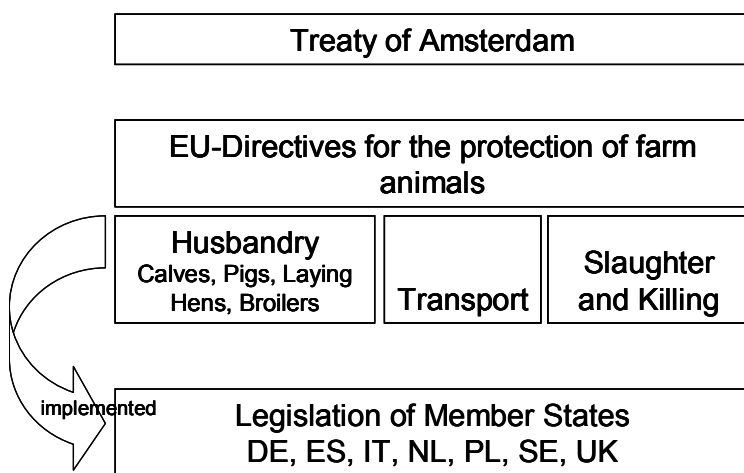 Treaty of Amsterdam
EU-Directives for the protection of farm
animals
Husbandry
Calves, Pigs, Laying
Hens, Broilers
Transport
Slaughter
and Killing
implemented
Legislation of Member States
DE, ES, IT, NL, PL, SE, UK